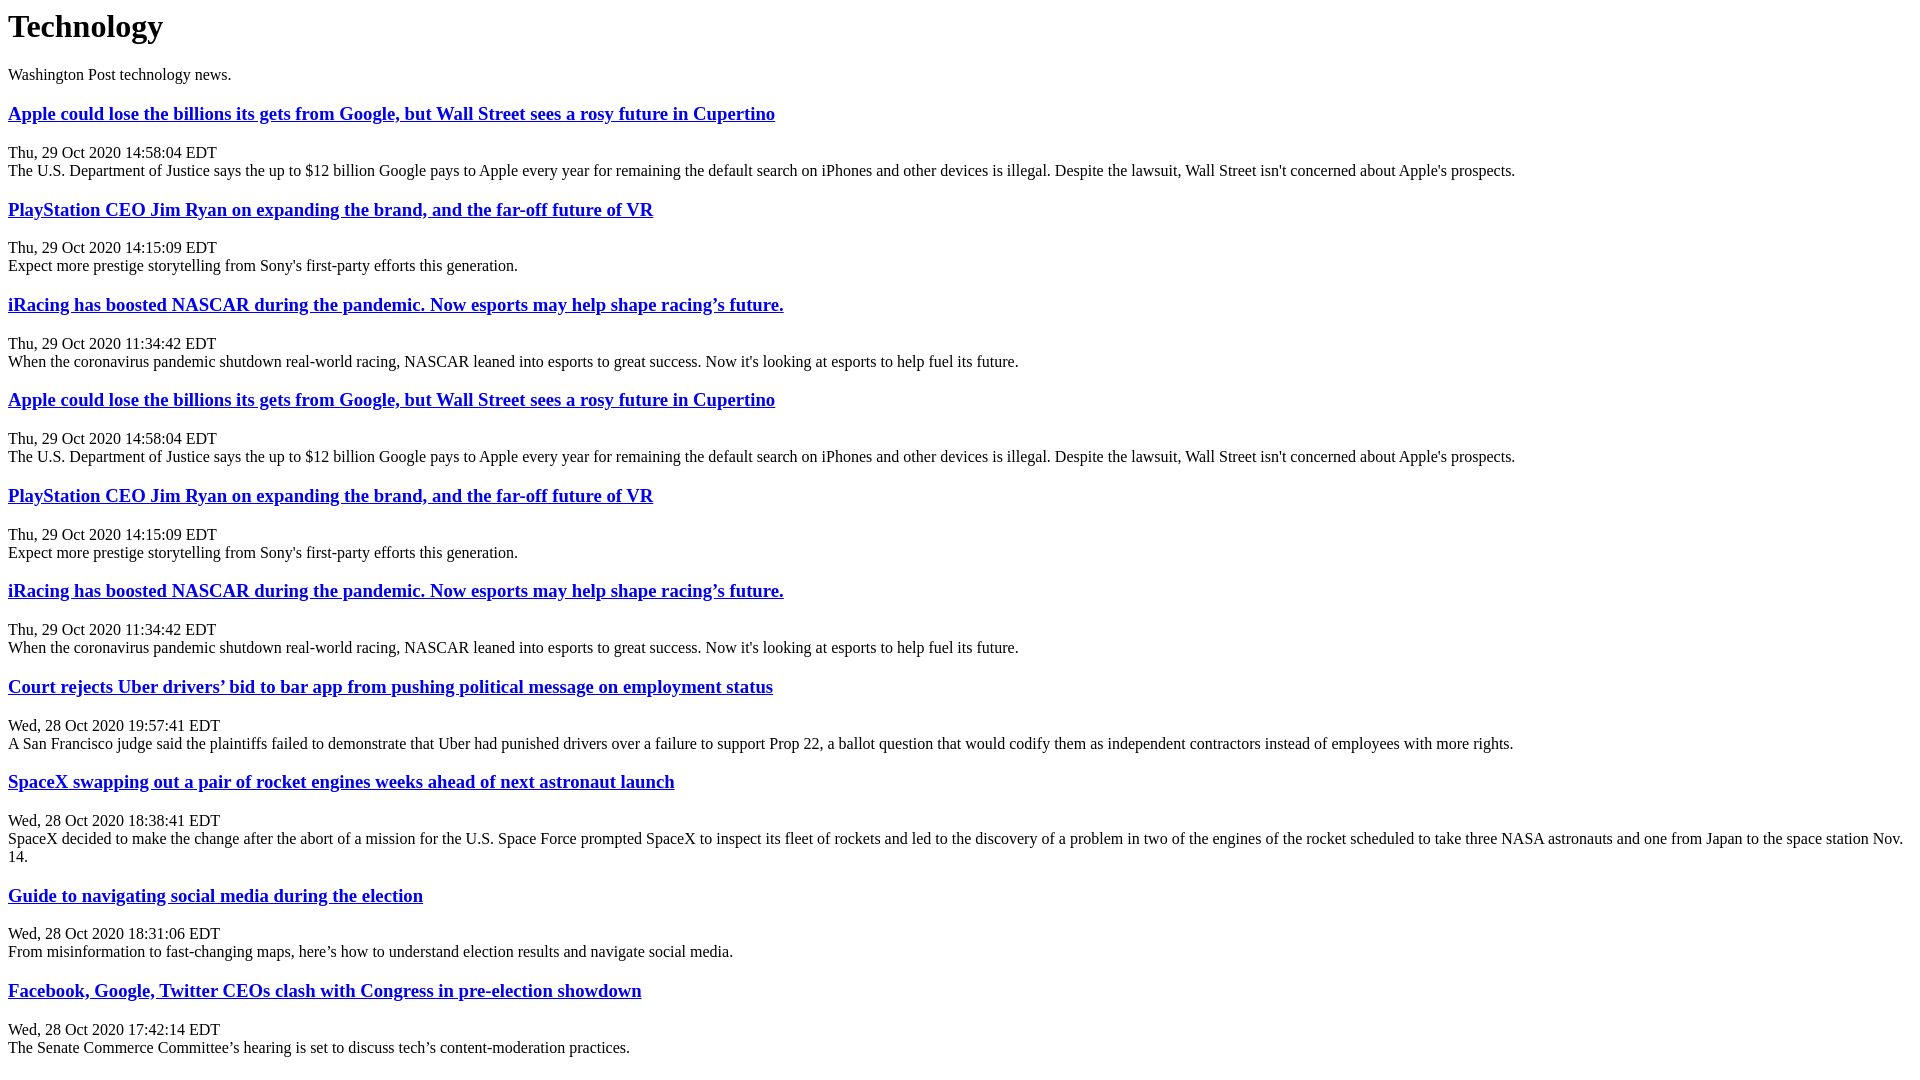 Technology
Washington Post technology news.
Apple could lose the billions its gets from Google, but Wall Street sees a rosy future in Cupertino
Thu, 29 Oct 2020 14:58:04 EDT
The U.S. Department of Justice says the up to $12 billion Google pays to Apple every year for remaining the default search on iPhones and other devices is illegal. Despite the lawsuit, Wall Street isn't concerned about Apple's prospects.
PlayStation CEO Jim Ryan on expanding the brand, and the far-off future of VR
Thu, 29 Oct 2020 14:15:09 EDT
Expect more prestige storytelling from Sony's first-party efforts this generation.
iRacing has boosted NASCAR during the pandemic. Now esports may help shape racing’s future.
Thu, 29 Oct 2020 11:34:42 EDT
When the coronavirus pandemic shutdown real-world racing, NASCAR leaned into esports to great success. Now it's looking at esports to help fuel its future.
Apple could lose the billions its gets from Google, but Wall Street sees a rosy future in Cupertino
Thu, 29 Oct 2020 14:58:04 EDT
The U.S. Department of Justice says the up to $12 billion Google pays to Apple every year for remaining the default search on iPhones and other devices is illegal. Despite the lawsuit, Wall Street isn't concerned about Apple's prospects.
PlayStation CEO Jim Ryan on expanding the brand, and the far-off future of VR
Thu, 29 Oct 2020 14:15:09 EDT
Expect more prestige storytelling from Sony's first-party efforts this generation.
iRacing has boosted NASCAR during the pandemic. Now esports may help shape racing’s future.
Thu, 29 Oct 2020 11:34:42 EDT
When the coronavirus pandemic shutdown real-world racing, NASCAR leaned into esports to great success. Now it's looking at esports to help fuel its future.
Court rejects Uber drivers’ bid to bar app from pushing political message on employment status
Wed, 28 Oct 2020 19:57:41 EDT
A San Francisco judge said the plaintiffs failed to demonstrate that Uber had punished drivers over a failure to support Prop 22, a ballot question that would codify them as independent contractors instead of employees with more rights.
SpaceX swapping out a pair of rocket engines weeks ahead of next astronaut launch
Wed, 28 Oct 2020 18:38:41 EDT
SpaceX decided to make the change after the abort of a mission for the U.S. Space Force prompted SpaceX to inspect its fleet of rockets and led to the discovery of a problem in two of the engines of the rocket scheduled to take three NASA astronauts and one from Japan to the space station Nov.
14.
Guide to navigating social media during the election
Wed, 28 Oct 2020 18:31:06 EDT
From misinformation to fast-changing maps, here’s how to understand election results and navigate social media.
Facebook, Google, Twitter CEOs clash with Congress in pre-election showdown
Wed, 28 Oct 2020 17:42:14 EDT
The Senate Commerce Committee’s hearing is set to discuss tech’s content-moderation practices.